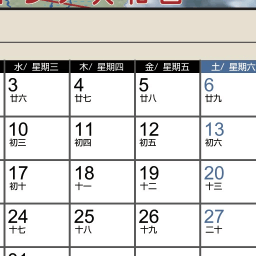 水/ 星期三 木/ 星期四 金/ 星期五 土/ 星期六
3 4 5 6
廿六 廿七 廿八 廿九
10 11 12 13
初三 初四 初五 初六
17 18 19 20
初十 十一 十二 十三
24 25 26 27
十七 十八 十九 二十